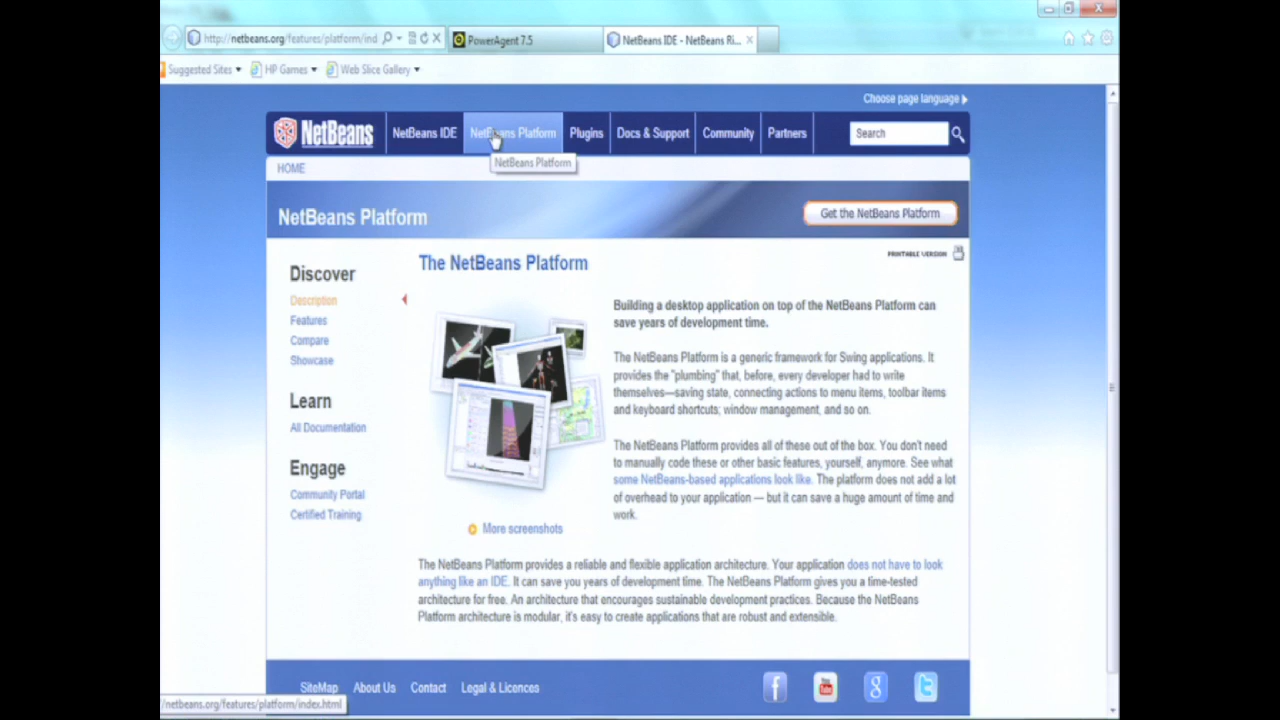 http://netbeans.org/features/platform/ind
PowerAgent 7.5
NetBeans IDE - NetBeans Ri...
Suggested Sites
HP Games
Web Slice Gallery
Choose page language
NetBeans
NetBeans IDE
NetBeans Platform
Plugins
Docs & Support
Community
Partners
Search
NetBeans Platform
HOME
NetBeans Platform
Get the NetBeans Platform
PRINTABLE VERSION
Discover
Description
Features
Compare
Showcase
Learn
All Documentation
Engage
Community Portal
Certified Training
The NetBeans Platform
More screenshots
Building a desktop application on top of the NetBeans Platform can
save years of development time.
The NetBeans Platform is a generic framework for Swing applications. It
provides the "plumbing" that, before, every developer had to write
themselves—saving state, connecting actions to menu items, toolbar items
and keyboard shortcuts; window management, and so on.
The NetBeans Platform provides all of these out of the box. You don't need
to manually code these or other basic features, yourself, anymore. See what
some NetBeans-based applications look like. The platform does not add a lot
of overhead to your application — but it can save a huge amount of time and
work.
The NetBeans Platform provides a reliable and flexible application architecture. Your application does not have to look
anything like an IDE. It can save you years of development time. The NetBeans Platform gives you a time-tested
architecture for free. An architecture that encourages sustainable development practices. Because the NetBeans
Platform architecture is modular, it's easy to create applications that are robust and extensible.
SiteMap
About Us
Contact
Legal & Licences
/netbeans.org/features/platform/index.html